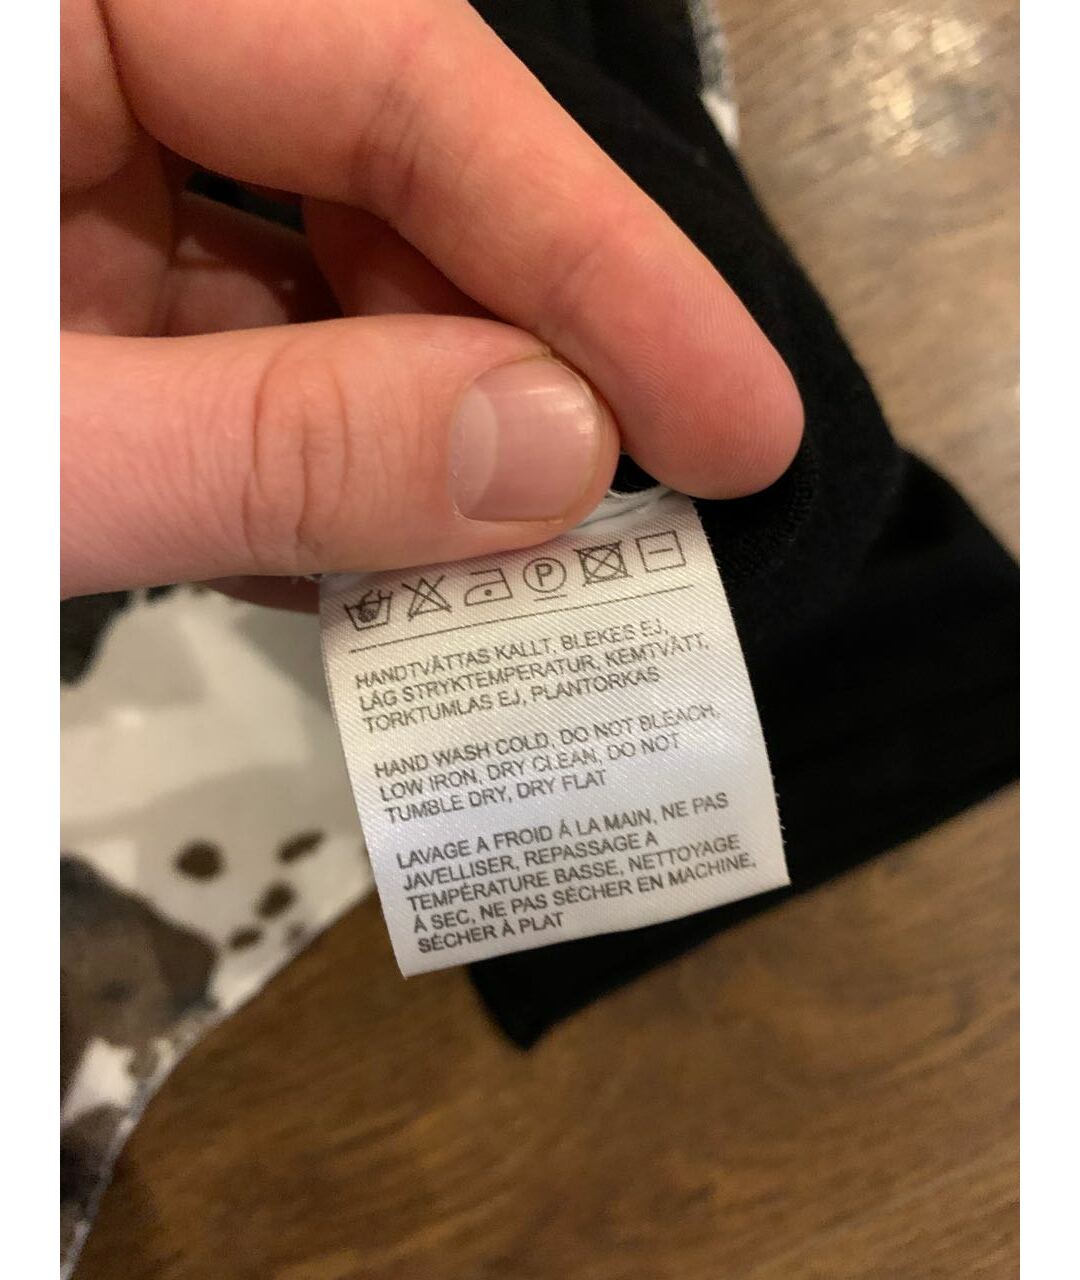 P
HANDTVÄTTAS KALLT, BLEKES EJ,
LÅG STRYKTEMPERATUR, KEMTVÄTT,
TORKTUMLAS EJ, PLANTORKAS
HAND WASH COLD, DO NOT BLEACH,
LOW IRON, DRY CLEAN, DO NOT
TUMBLE DRY, DRY FLAT
LAVAGE A FROID À LA MAIN, NE PAS
JAVELLISER, REPASSAGE A
TEMPÉRATURE BASSE, NETTOYAGE
À SEC, NE PAS SÉCHER EN MACHINE,
SÉCHER À PLAT